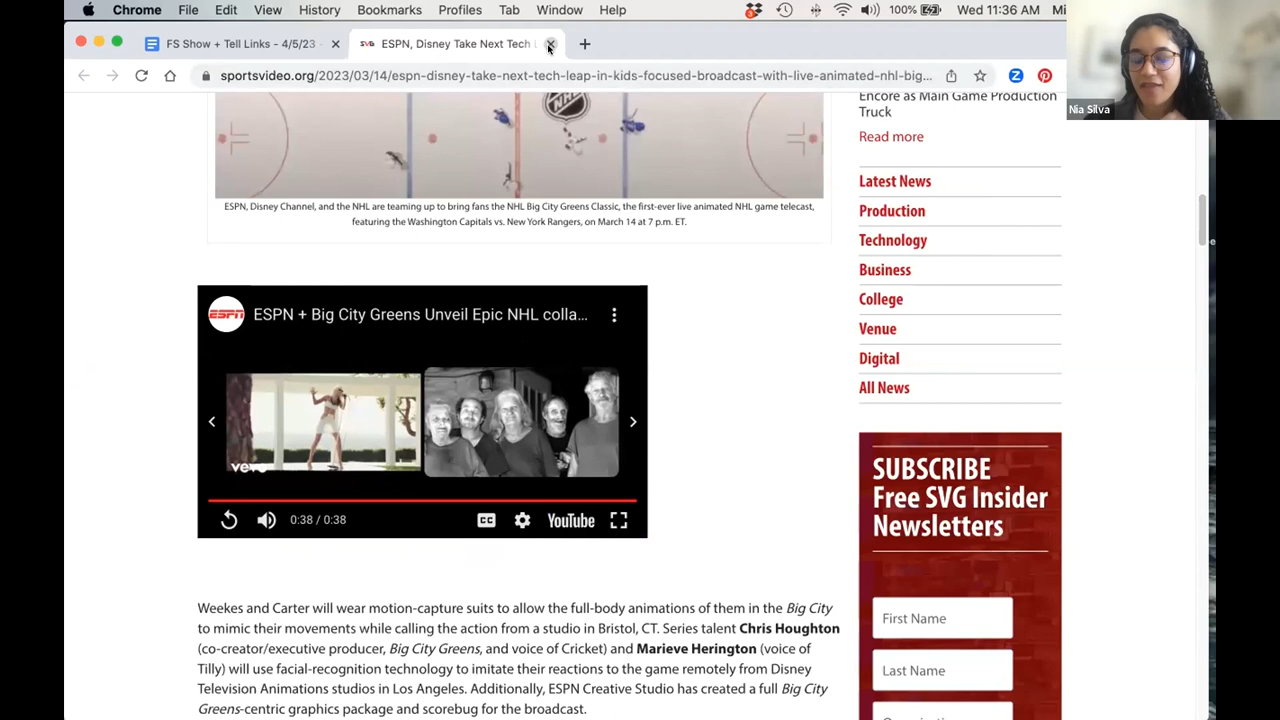 Chrome File Edit View History Bookmarks Profiles Tab Window Help 3 100% Wed 11:36 AM Mi
FS Show + Tell Links - 4/5/23 - SVG ESPN, Disney Take Next Tech L
sportsvideo.org/2023/03/14/espn-disney-take-next-tech-leap-in-kids-focused-broadcast-with-live-animated-nhl-big...
Nia Silva
Encore as Main Game Production
Truck
Read more
NHL
ESPN, Disney Channel, and the NHL are teaming up to bring fans the NHL Big City Greens Classic, the first-ever live animated NHL game telecast,
featuring the Washington Capitals vs. New York Rangers, on March 14 at 7 p.m. ET.
Latest News
Production
Technology
Business
College
Venue
Digital
All News
ESPN ESPN + Big City Greens Unveil Epic NHL colla...
vevo
0:38 / 0:38 CC YouTube
SUBSCRIBE
Free SVG Insider
Newsletters
First Name
Last Name
Weekes and Carter will wear motion-capture suits to allow the full-body animations of them in the Big City
to mimic their movements while calling the action from a studio in Bristol, CT. Series talent Chris Houghton
(co-creator/executive producer, Big City Greens, and voice of Cricket) and Marieve Herington (voice of
Tilly) will use facial-recognition technology to imitate their reactions to the game remotely from Disney
Television Animations studios in Los Angeles. Additionally, ESPN Creative Studio has created a full Big City
Greens-centric graphics package and scorebug for the broadcast.